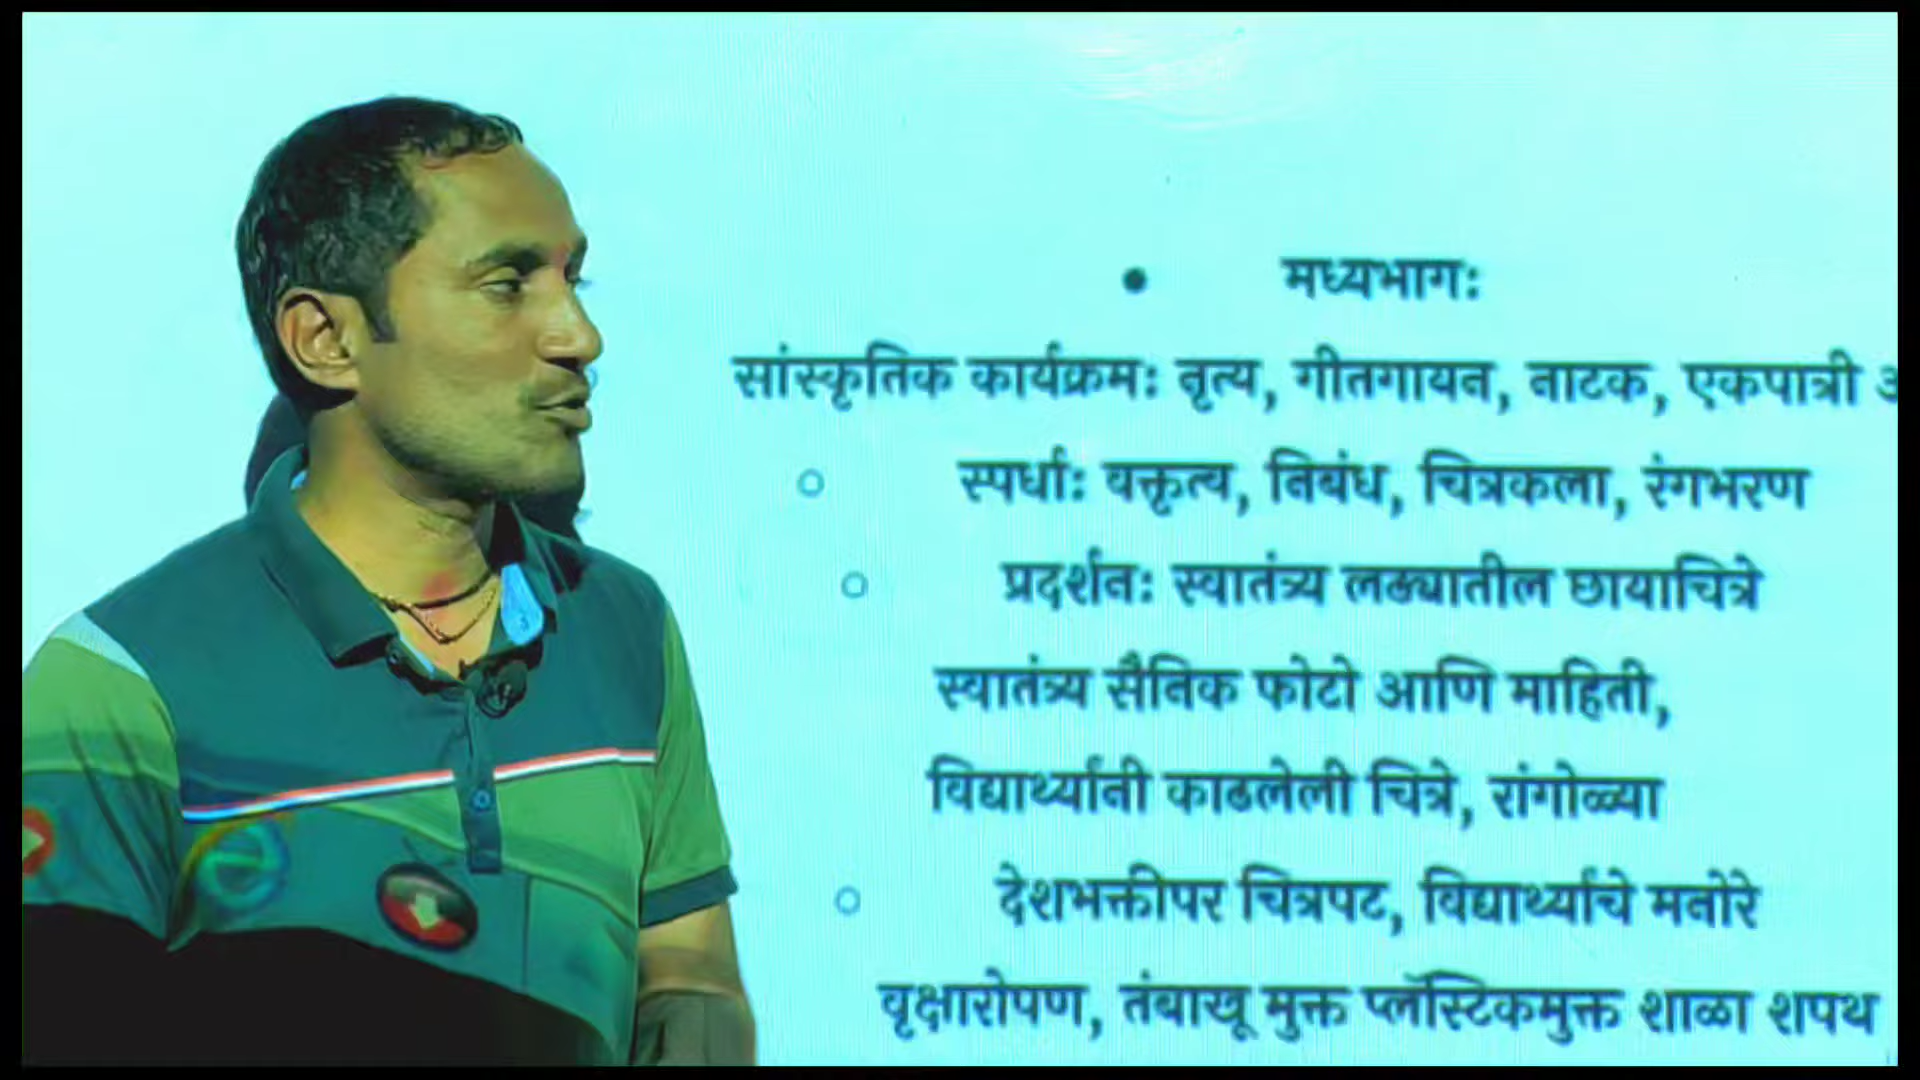 • मध्यभागः
सांस्कृतिक कार्यक्रमः नृत्य, गीतगायन, नाटक, एकपात्री
स्पर्धाः वक्तृत्व, निबंध, चित्रकला, रंगभरण
प्रदर्शनः स्वातंत्र्य लढ्यातील छायाचित्रे
स्वातंत्र्य सैनिक फोटो आणि माहिती,
विद्यार्थ्यांनी काढलेली चित्रे, रांगोळ्या
देशभक्तीपर चित्रपट, विद्यार्थ्यांचे मनोरे
वृक्षारोपण, तंबाखू मुक्त प्लॅस्टिकमुक्त शाळा शपथ